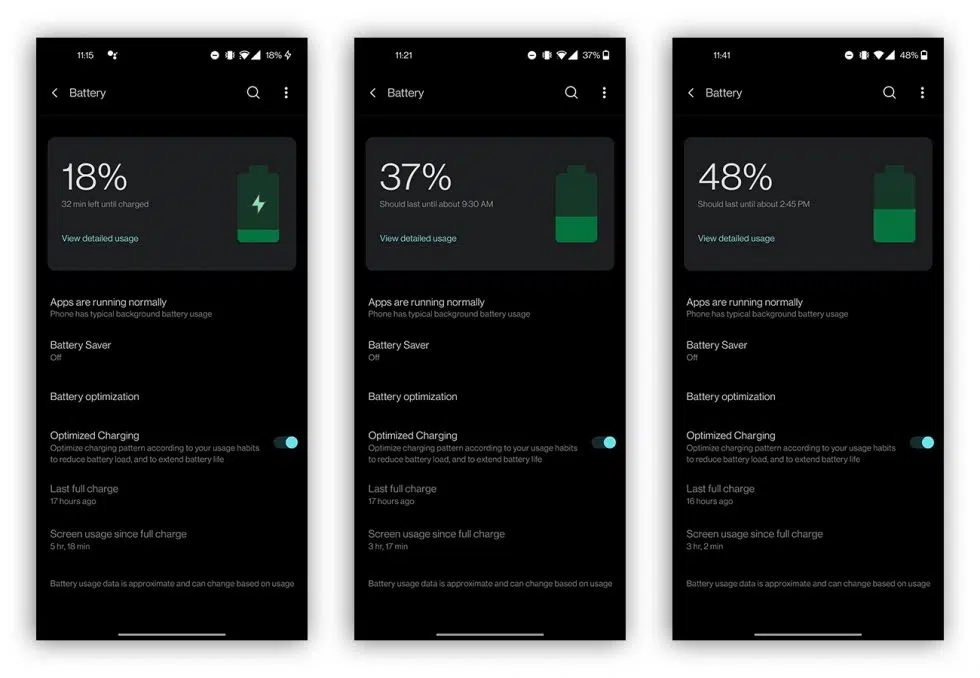 11:15
18%
Battery
18%
32 min left until charged
View detailed usage
Apps are running normally
Phone has typical background battery usage
Battery Saver
Off
Battery optimization
Optimized Charging
Optimize charging pattern according to your usage habits
to reduce battery load, and to extend battery life
Last full charge
17 hours ago
Screen usage since full charge
5 hr, 18 min
Battery usage data is approximate and can change based on usage
11:21
37%
Battery
37%
Should last until about 9:30 AM
View detailed usage
Apps are running normally
Phone has typical background battery usage
Battery Saver
Off
Battery optimization
Optimized Charging
Optimize charging pattern according to your usage habits
to reduce battery load, and to extend battery life
Last full charge
17 hours ago
Screen usage since full charge
3 hr, 17 min
Battery usage data is approximate and can change based on usage
11:41
48%
Battery
48%
Should last until about 2:45 PM
View detailed usage
Apps are running normally
Phone has typical background battery usage
Battery Saver
Off
Battery optimization
Optimized Charging
Optimize charging pattern according to your usage habits
to reduce battery load, and to extend battery life
Last full charge
16 hours ago
Screen usage since full charge
3 hr, 2 min
Battery usage data is approximate and can change based on usage